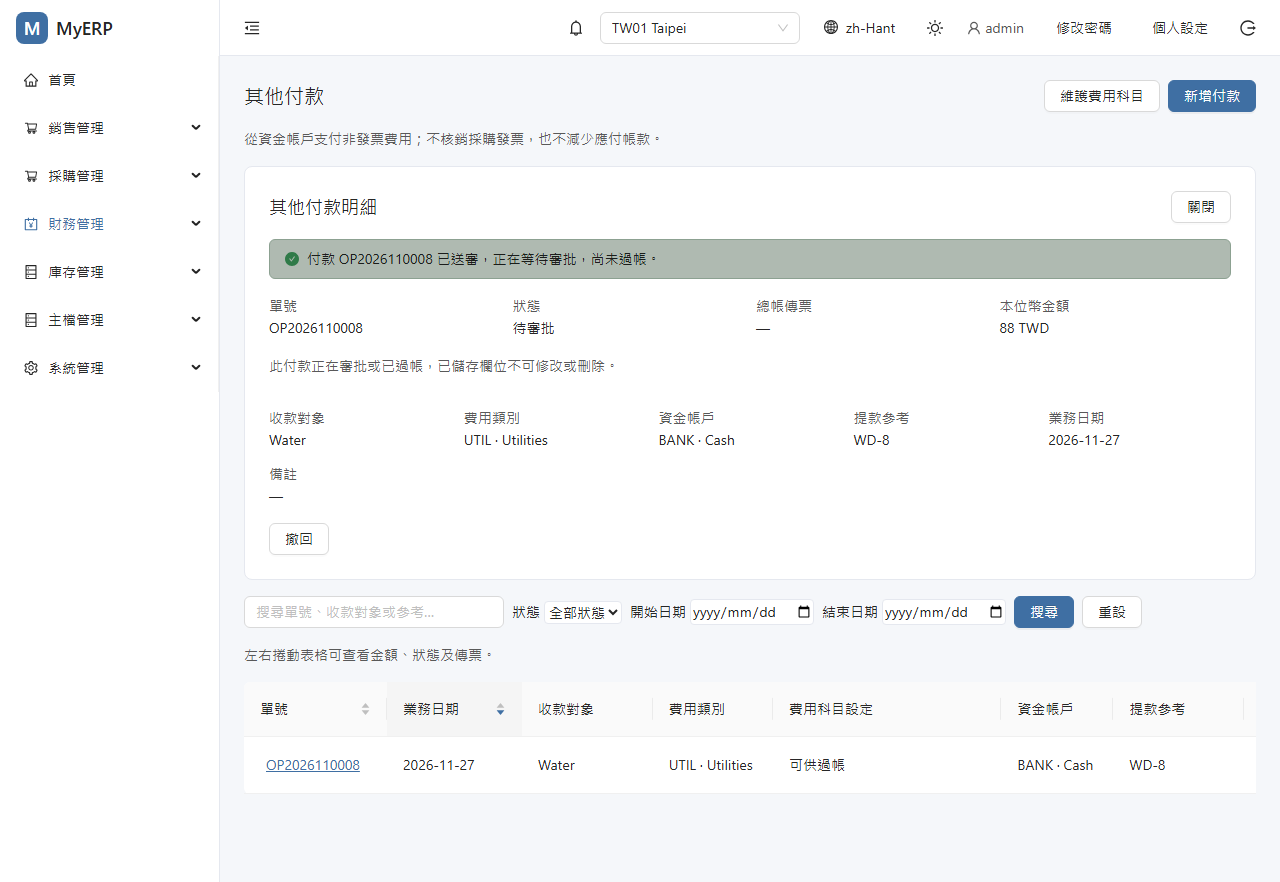 M MyERP
TW01 Taipei
zh-Hant
admin
修改密碼
個人設定
首頁
銷售管理
採購管理
財務管理
庫存管理
主檔管理
系統管理
其他付款
維護費用科目
新增付款
從資金帳戶支付非發票費用；不核銷採購發票，也不減少應付帳款。
其他付款明細
關閉
付款 OP2026110008 已送審，正在等待審批，尚未過帳。
單號 狀態 總帳傳票 本位幣金額
OP2026110008 待審批 — 88 TWD
此付款正在審批或已過帳，已儲存欄位不可修改或刪除。
收款對象 費用類別 資金帳戶 提款參考 業務日期
Water UTIL · Utilities BANK · Cash WD-8 2026-11-27
備註
—
撤回
搜尋單號、收款對象或參考... 狀態 全部狀態 開始日期 yyyy/mm/dd 結束日期 yyyy/mm/dd 搜尋 重設
左右捲動表格可查看金額、狀態及傳票。
單號 業務日期 收款對象 費用類別 費用科目設定 資金帳戶 提款參考
OP2026110008 2026-11-27 Water UTIL · Utilities 可供過帳 BANK · Cash WD-8